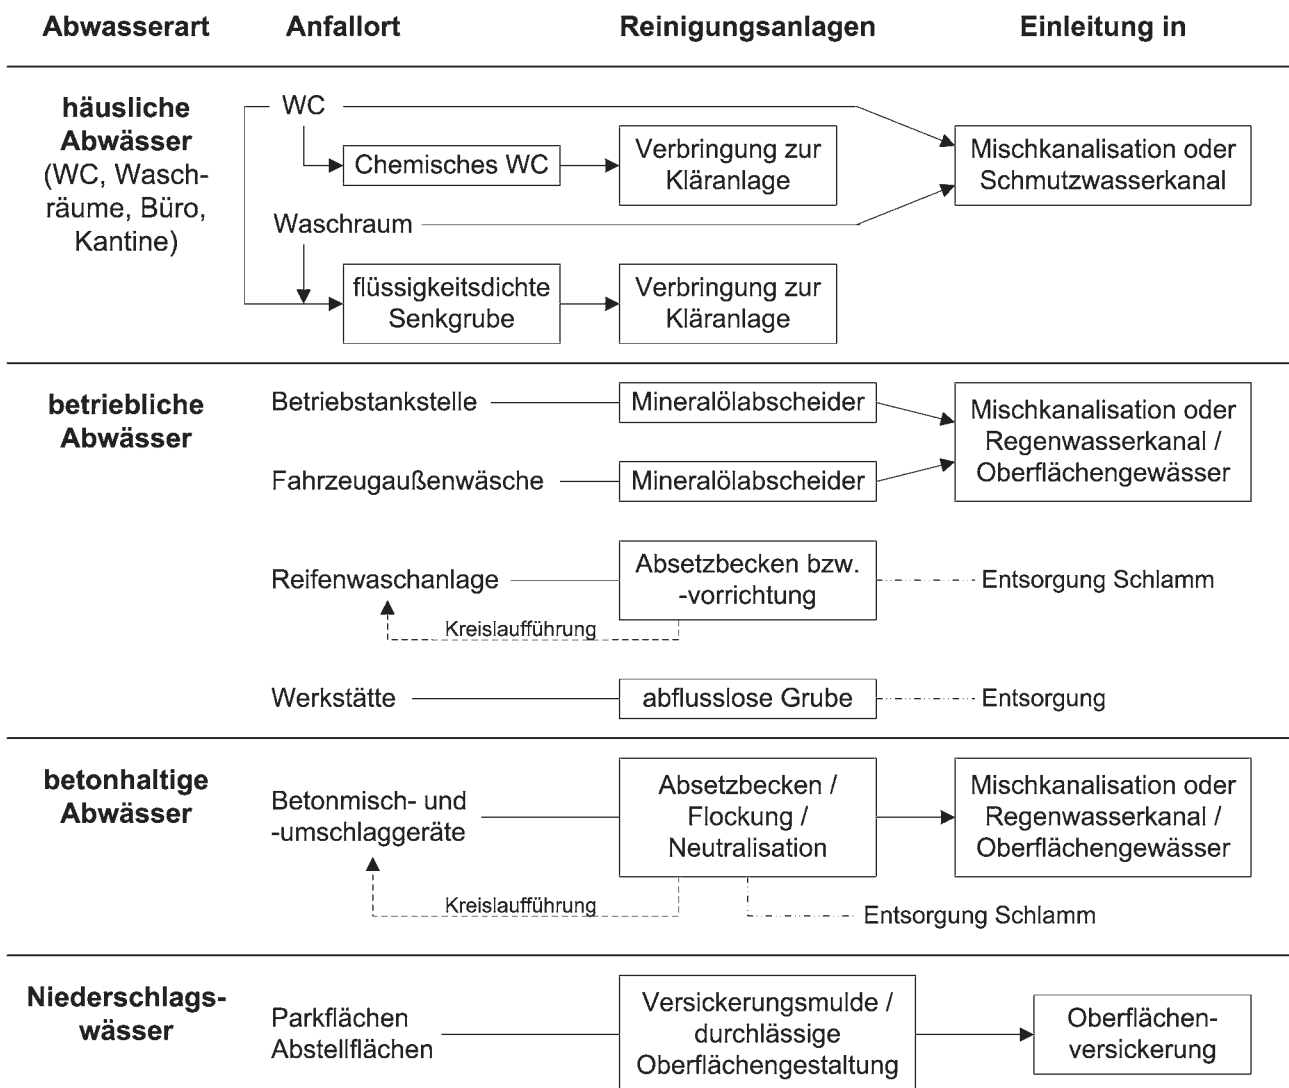 Abwasserart Anfallort Reinigungsanlagen Einleitung in
häusliche
Abwässer
(WC, Wasch-
räume, Büro,
Kantine)
WC
Chemisches WC
Verbringung zur
Kläranlage
Mischkanalisation oder
Schmutzwasserkanal
Waschraum
flüssigkeitsdichte
Senkgrube
Verbringung zur
Kläranlage
betriebliche
Abwässer
Betriebstankstelle
Mineralölabscheider
Mischkanalisation oder
Regenwasserkanal /
Oberflächengewässer
Fahrzeugaußenwäsche
Mineralölabscheider
Reifenwaschanlage
Absetzbecken bzw.
-vorrichtung
Entsorgung Schlamm
Kreislaufführung
Werkstätte
abflusslose Grube
Entsorgung
betonhaltige
Abwässer
Betonmisch- und
-umschlaggeräte
Absetzbecken /
Flockung /
Neutralisation
Mischkanalisation oder
Regenwasserkanal /
Oberflächengewässer
Kreislaufführung
Entsorgung Schlamm
Niederschlags-
wässer
Parkflächen
Abstellflächen
Versickerungsmulde /
durchlässige
Oberflächengestaltung
Oberflächen-
versickerung